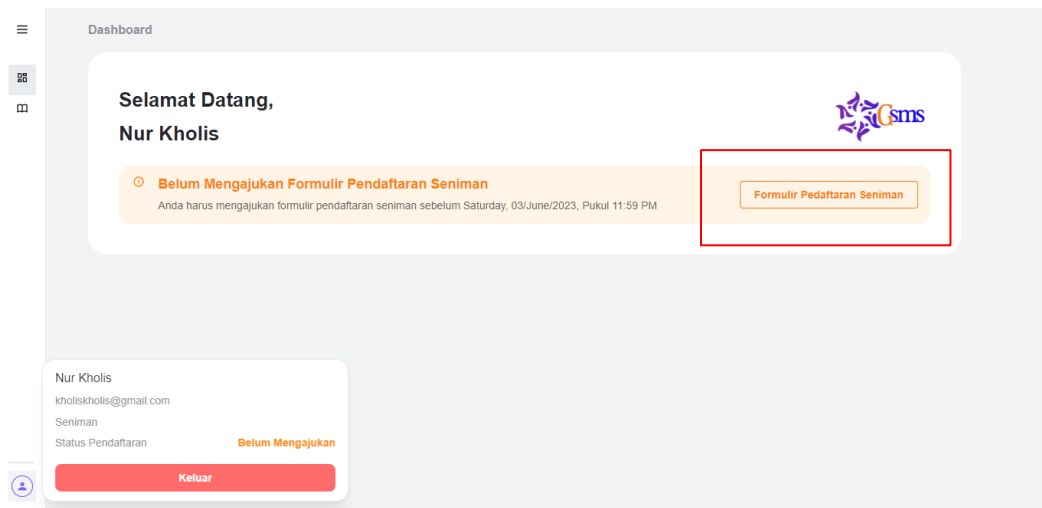 Dashboard
Selamat Datang,
Nur Kholis
Gsms
Belum Mengajukan Formulir Pendaftaran Seniman
Anda harus mengajukan formulir pendaftaran seniman sebelum Saturday, 03/June/2023, Pukul 11:59 PM
Formulir Pedaftaran Seniman
Nur Kholis
kholiskholis@gmail.com
Seniman
Status Pendaftaran Belum Mengajukan
Keluar